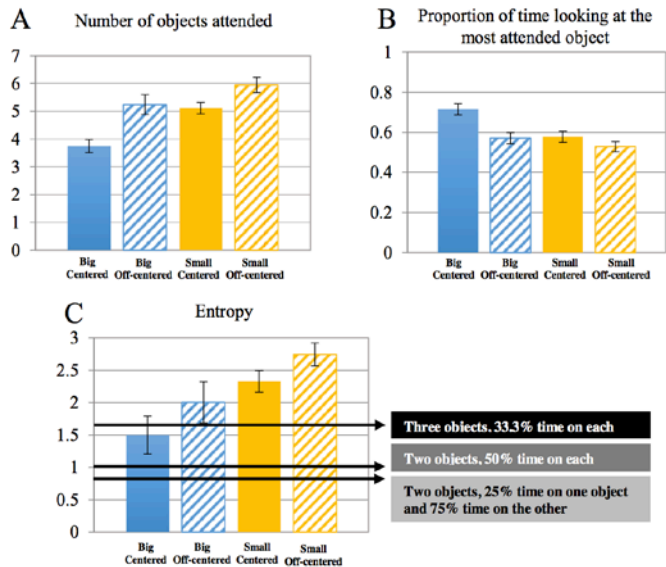 A
Number of objects attended
7
6
5
4
3
2
1
0
Big
Centered
Big
Off-centered
Small
Centered
Small
Off-centered
B
Proportion of time looking at the
most attended object
1
0.8
0.6
0.4
0.2
0
Big
Centered
Big
Off-centered
Small
Centered
Small
Off-centered
C
Entropy
3
2.5
2
1.5
1
0.5
0
Big
Centered
Big
Off-centered
Small
Centered
Small
Off-centered
Three objects, 33.3% time on each
Two objects, 50% time on each
Two objects, 25% time on one object
and 75% time on the other